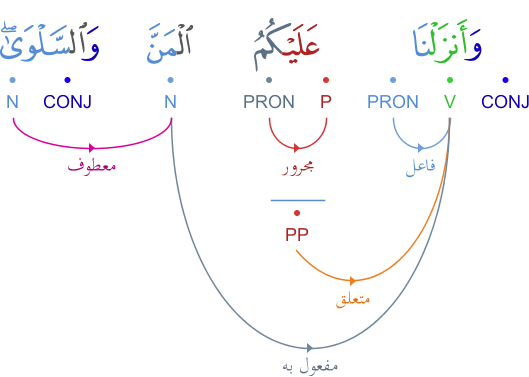 وَأَنزَلْنَا عَلَيْكُمُ ٱلْمَنَّ وَٱلسَّلْوَىٰۖ
CONJ V PRON P PRON N CONJ N
فاعل مجرور معطوف
PP
متعلق
مفعول به